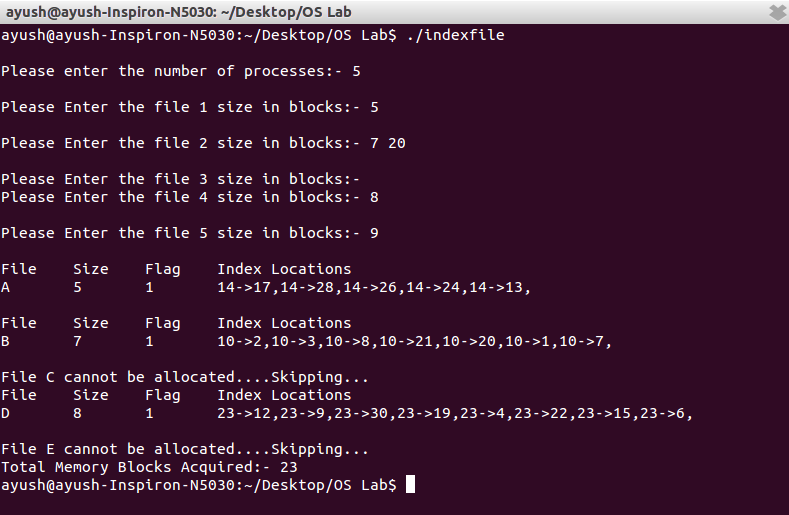 ayush@ayush-Inspiron-N5030: ~/Desktop/OS Lab
ayush@ayush-Inspiron-N5030:~/Desktop/OS Lab$ ./indexfile
Please enter the number of processes:- 5
Please Enter the file 1 size in blocks:- 5
Please Enter the file 2 size in blocks:- 7 20
Please Enter the file 3 size in blocks:-
Please Enter the file 4 size in blocks:- 8
Please Enter the file 5 size in blocks:- 9
File    Size    Flag    Index Locations
A       5       1       14->17,14->28,14->26,14->24,14->13,
File    Size    Flag    Index Locations
B       7       1       10->2,10->3,10->8,10->21,10->20,10->1,10->7,
File C cannot be allocated....Skipping...
File    Size    Flag    Index Locations
D       8       1       23->12,23->9,23->30,23->19,23->4,23->22,23->15,23->6,
File E cannot be allocated....Skipping...
Total Memory Blocks Acquired:- 23
ayush@ayush-Inspiron-N5030:~/Desktop/OS Lab$